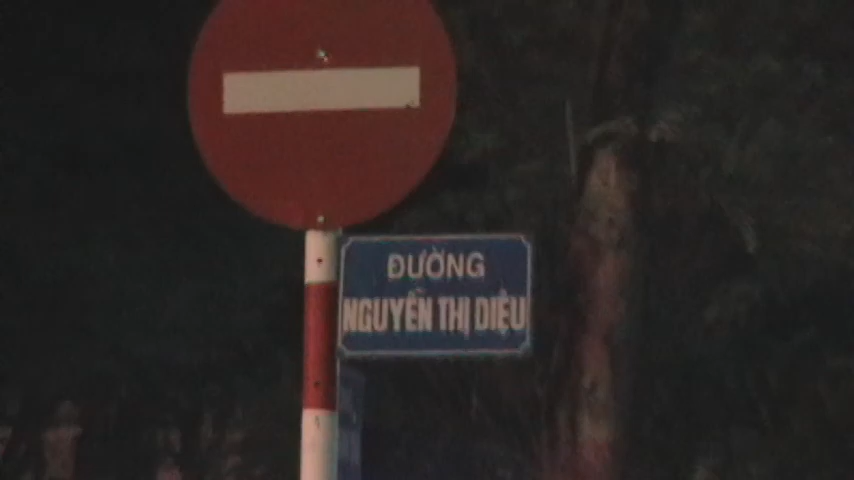 ĐƯỜNG
NGUYỄN THỊ DIỆU